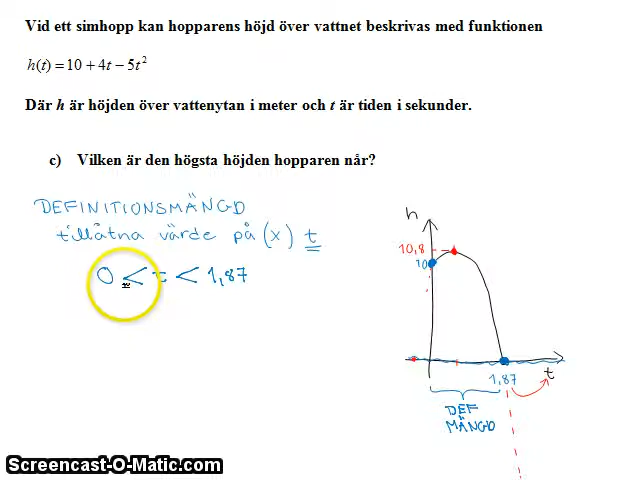 Vid ett simhopp kan hopparens höjd över vattnet beskrivas med funktionen
h(t) = 10 + 4t − 5t²
Där h är höjden över vattenytan i meter och t är tiden i sekunder.
c) Vilken är den högsta höjden hopparen når?
DEFINITIONSMÄNGD
tillåtna värde på (x) t
0 < t < 1,87
h
10,8
10
1,87
t
DEF
MÄNGD
Screencast-O-Matic.com